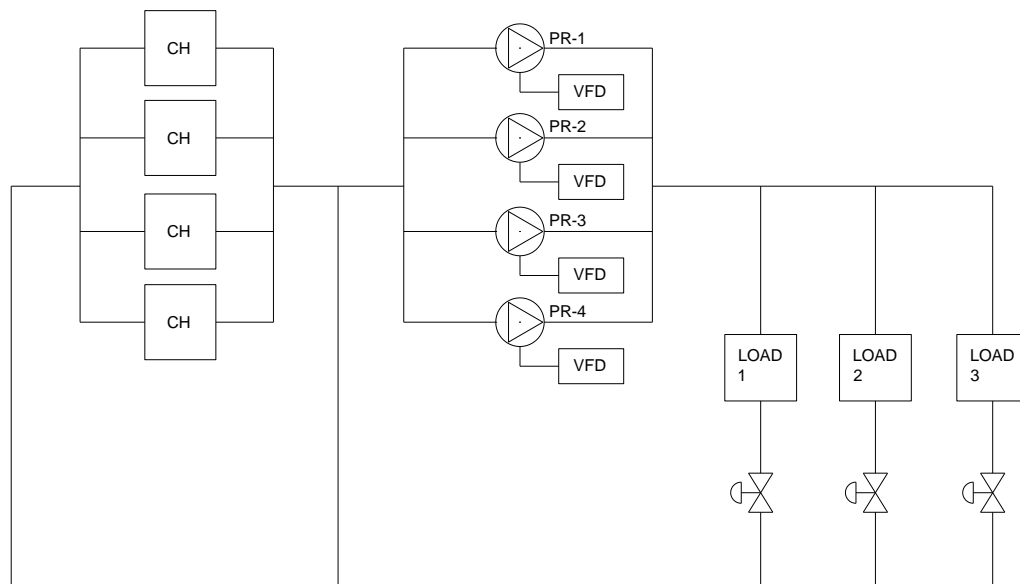 CH
CH
CH
CH
PR-1
VFD
PR-2
VFD
PR-3
VFD
PR-4
VFD
LOAD
1
LOAD
2
LOAD
3